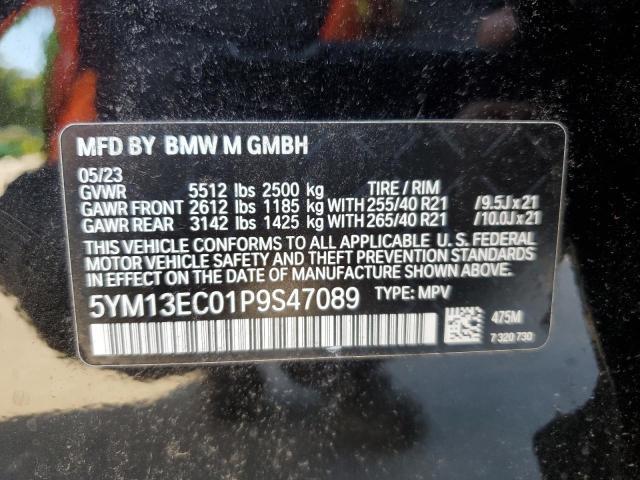 MFD BY BMW M GMBH
05/23
GVWR 5512 lbs 2500 kg TIRE / RIM
GAWR FRONT 2612 lbs 1185 kg WITH 255/40 R21 /9.5J x 21
GAWR REAR 3142 lbs 1425 kg WITH 265/40 R21 /10.0J x 21
THIS VEHICLE CONFORMS TO ALL APPLICABLE U. S. FEDERAL
MOTOR VEHICLE SAFETY AND THEFT PREVENTION STANDARDS
IN EFFECT ON THE DATE OF MANUFACTURE SHOWN ABOVE.
5YM13EC01P9S47089 TYPE: MPV
475M
7 320 730